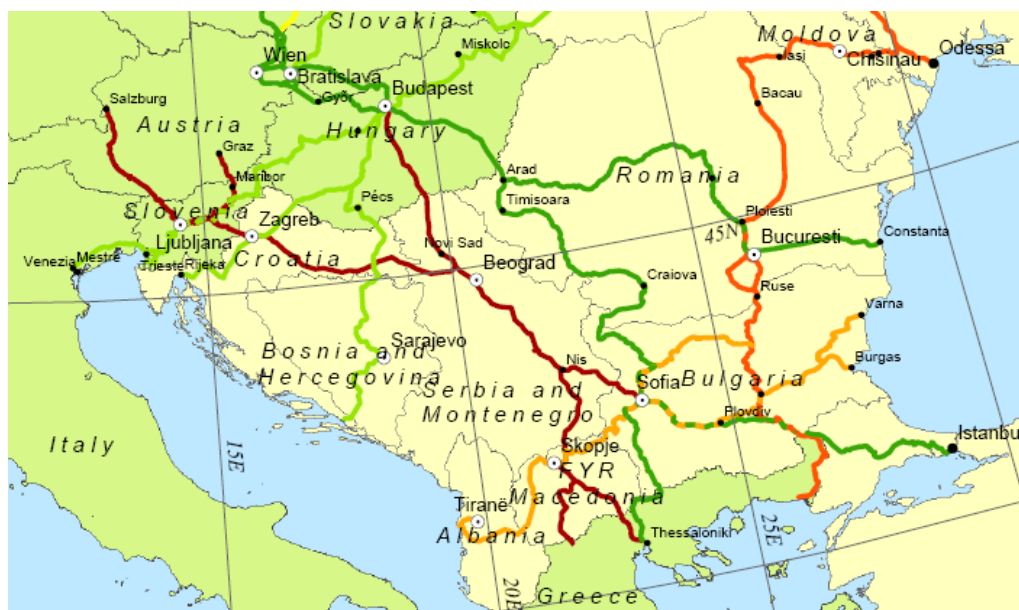 Slovakia
Miskolc
Moldova
Odessa
Wien
Bratislava
Iasi
Chisinau
Györ
Budapest
Salzburg
Bacau
Austria
Hungary
Graz
Maribor
Arad
Romania
Pécs
Timisoara
Slovenia
Zagreb
Ploiesti
45N
Bucuresti
Constanta
Ljubljana
Novi Sad
Venezia
Mestre
Trieste
Rijeka
Croatia
Beograd
Craiova
Ruse
Varna
Sarajevo
Bosnia and
Hercegovina
Nis
Burgas
Serbia and
Montenegro
Sofia
Bulgaria
Plovdiv
Italy
15E
Skopje
FYR
Macedonia
Istanbu
Tiranë
Albania
Thessaloniki
25E
20E
Greece